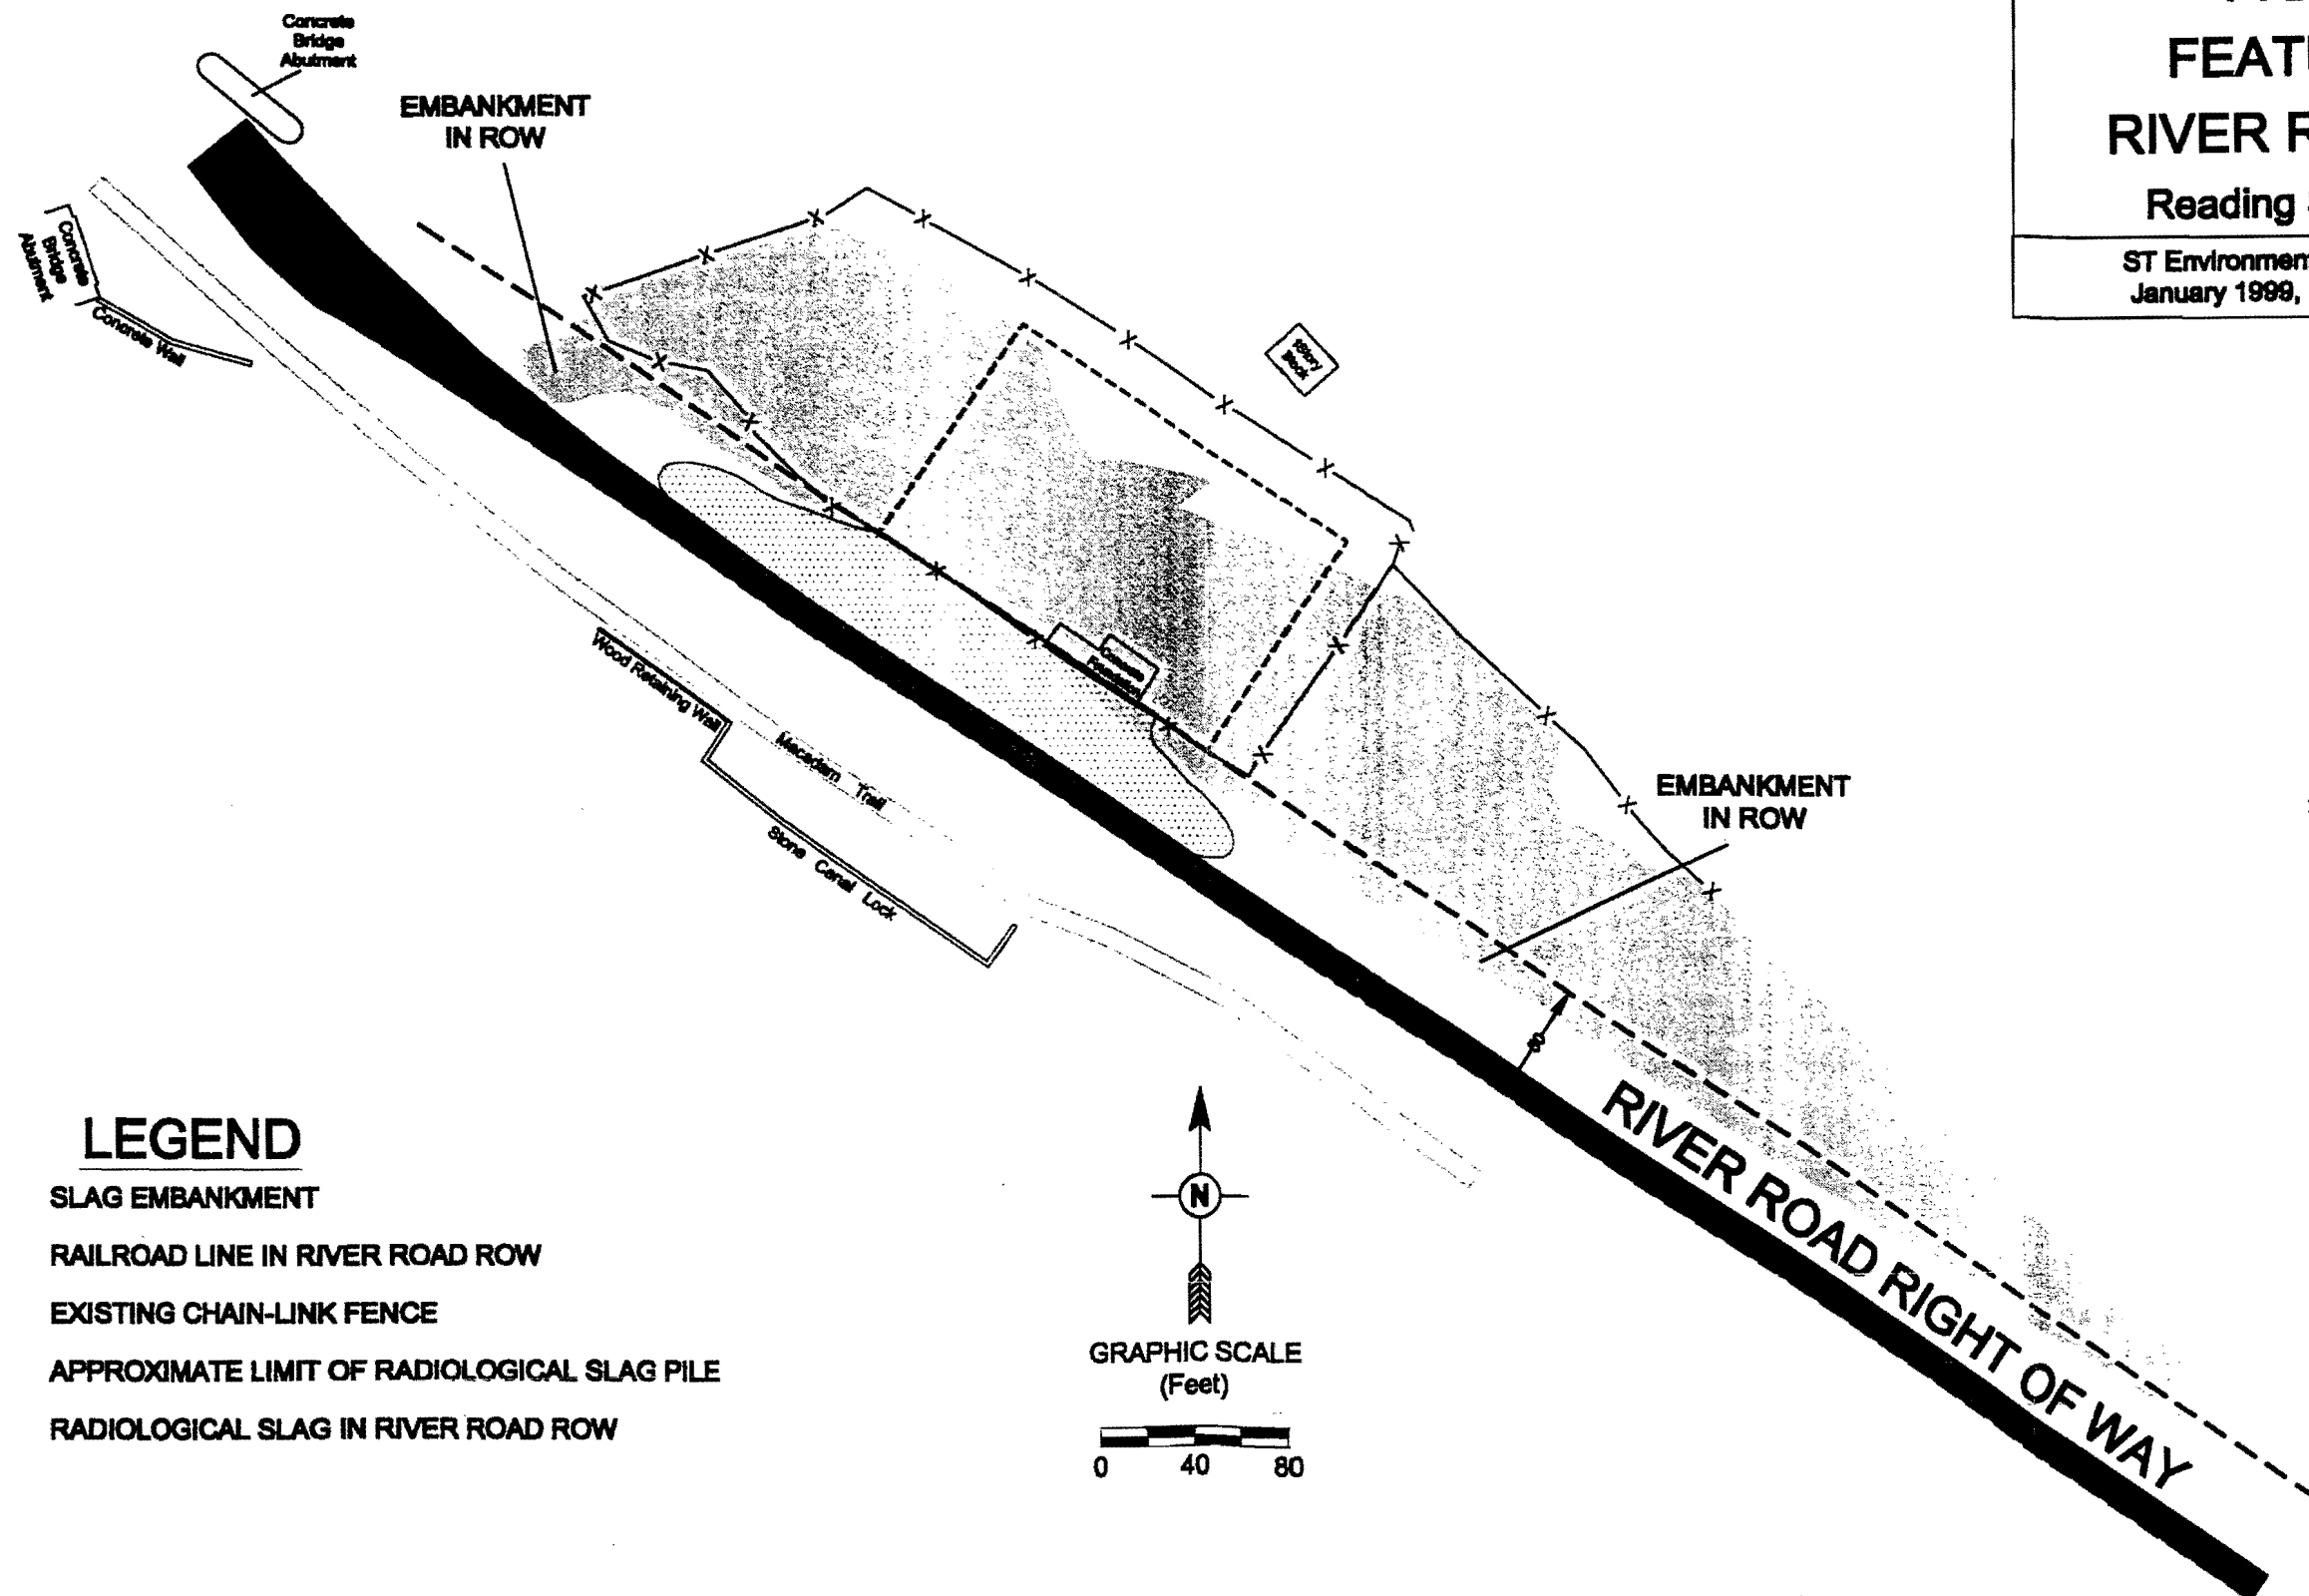 Concrete
Bridge
Abutment
EMBANKMENT
IN ROW
FEAT
RIVER R
Reading
ST Environmen
January 1999,
Concrete
Bridge
Abutment
Concrete Wall
Wood Retaining Wall
Macadam Trail
Stone Canal Lock
Concrete
Foundation
EMBANKMENT
IN ROW
RIVER ROAD RIGHT OF WAY
LEGEND
SLAG EMBANKMENT
RAILROAD LINE IN RIVER ROAD ROW
EXISTING CHAIN-LINK FENCE
APPROXIMATE LIMIT OF RADIOLOGICAL SLAG PILE
RADIOLOGICAL SLAG IN RIVER ROAD ROW
N
GRAPHIC SCALE
(Feet)
0 40 80